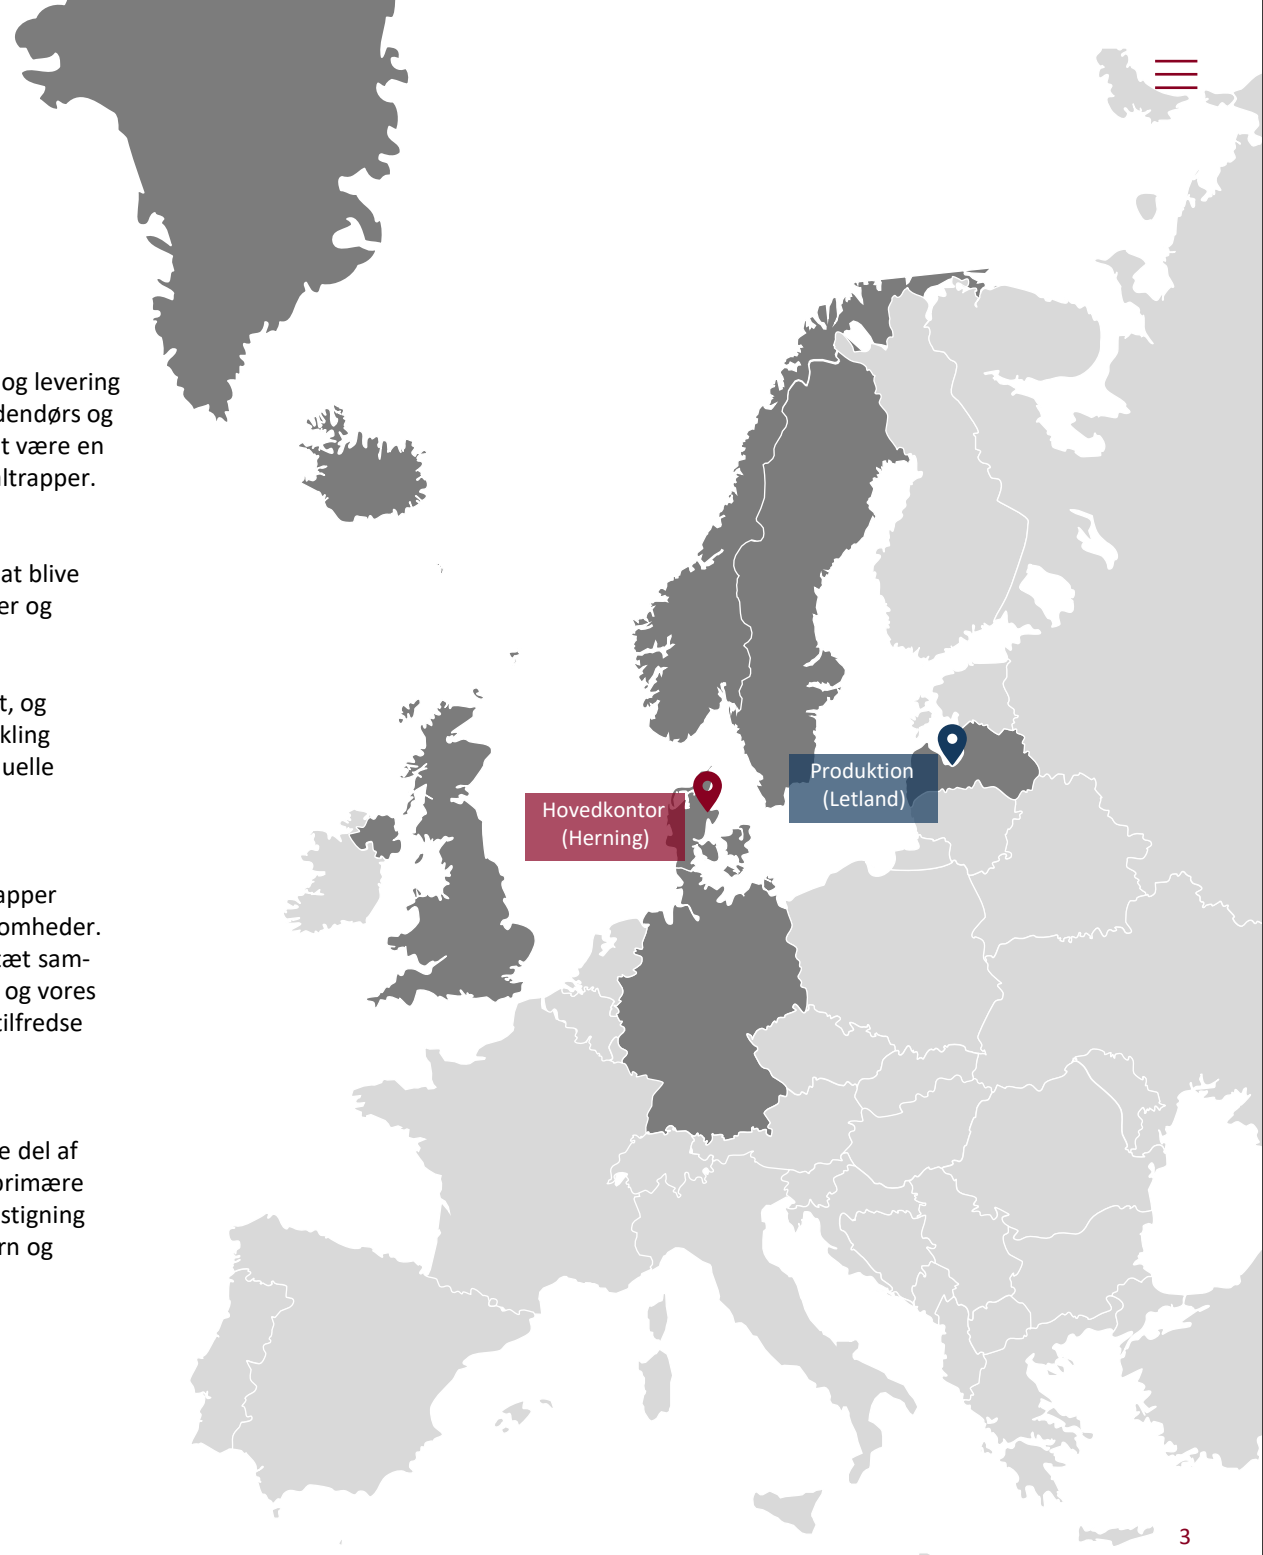 og levering
dendørs og
t være en
ltrapper.
at blive
er og
t, og
kling
uelle
apper
omheder.
æt sam-
og vores
tilfredse
e del af
primære
stigning
rn og
Produktion
(Letland)
Hovedkontor
(Herning)
3